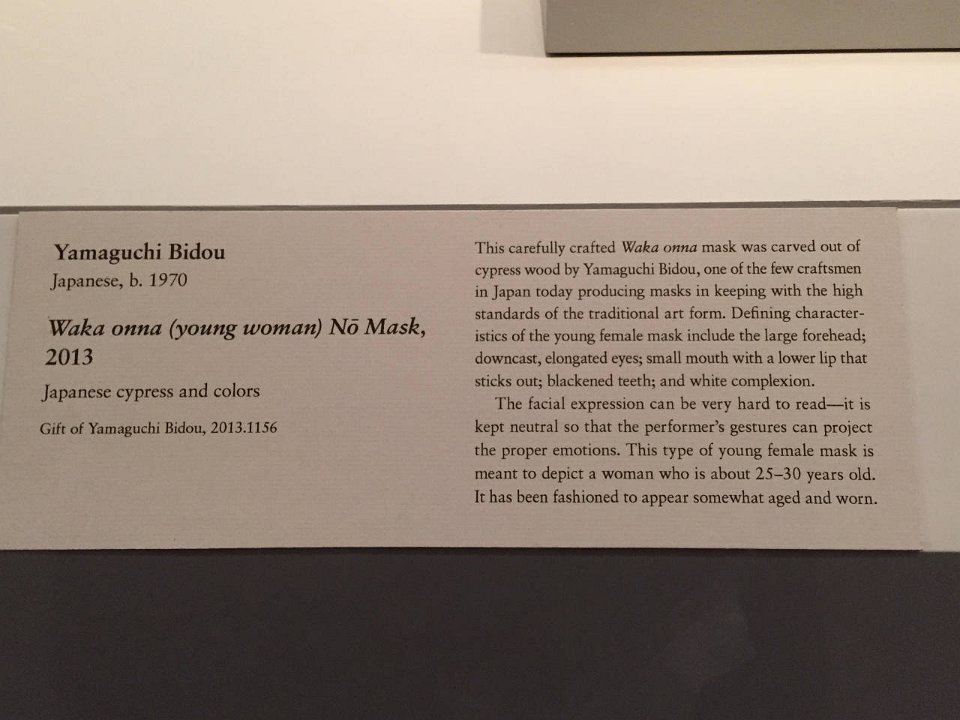 Yamaguchi Bidou
Japanese, b. 1970
Waka onna (young woman) Nō Mask,
2013
Japanese cypress and colors
Gift of Yamaguchi Bidou, 2013.1156
This carefully crafted Waka onna mask was carved out of
cypress wood by Yamaguchi Bidou, one of the few craftsmen
in Japan today producing masks in keeping with the high
standards of the traditional art form. Defining character-
istics of the young female mask include the large forehead;
downcast, elongated eyes; small mouth with a lower lip that
sticks out; blackened teeth; and white complexion.
The facial expression can be very hard to read—it is
kept neutral so that the performer's gestures can project
the proper emotions. This type of young female mask is
meant to depict a woman who is about 25–30 years old.
It has been fashioned to appear somewhat aged and worn.